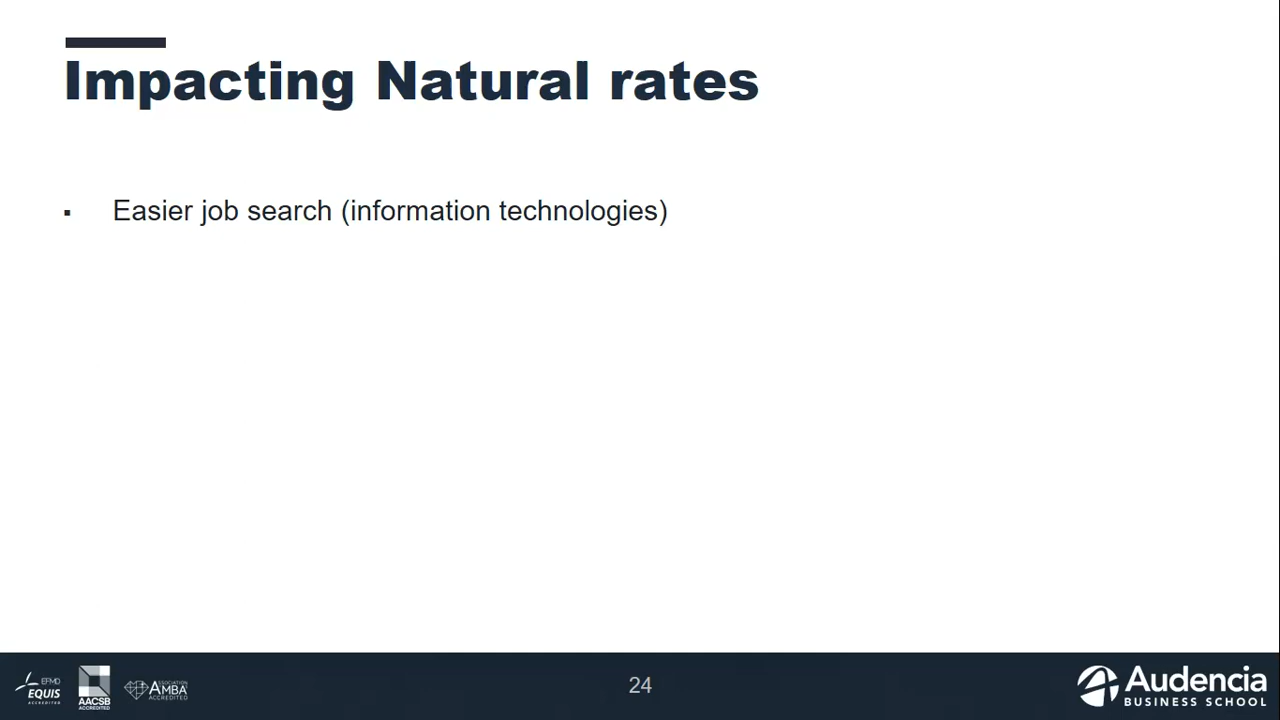 Impacting Natural rates
▪ Easier job search (information technologies)
EFMD
EQUIS
ACCREDITED
AACSB
ACCREDITED
ASSOCIATION
AMBA
ACCREDITED
24
Audencia
BUSINESS SCHOOL